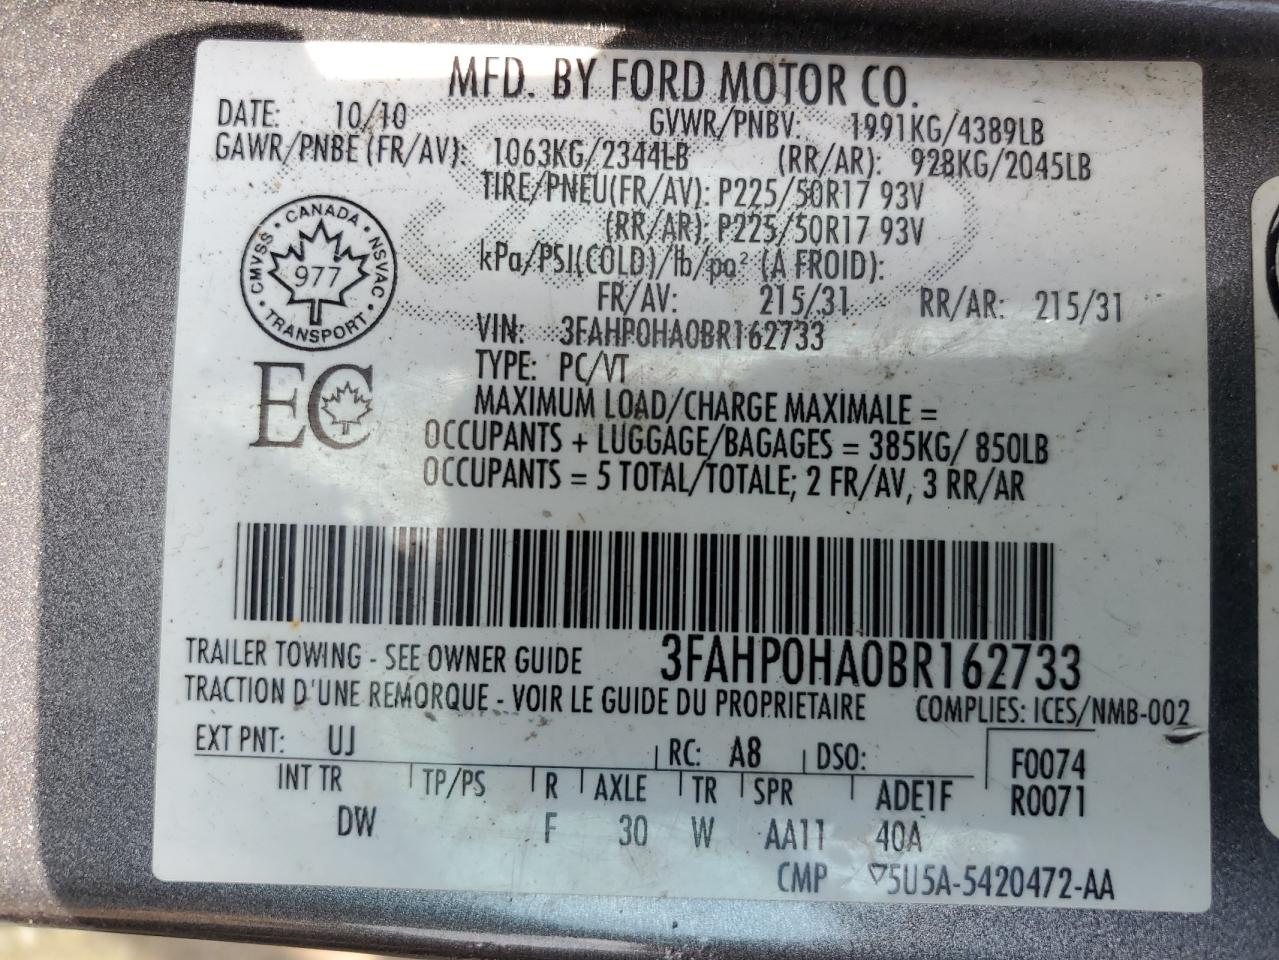 MFD. BY FORD MOTOR CO.
DATE: 10/10 GVWR/PNBV: 1991KG/4389LB
GAWR/PNBE (FR/AV): 1063KG/2344LB (RR/AR): 928KG/2045LB
TIRE/PNEU(FR/AV): P225/50R17 93V
(RR/AR): P225/50R17 93V
kPa/PSI(COLD)/lb/po² (A FROID):
FR/AV: 215/31 RR/AR: 215/31
CANADA
CMVSS NSVAC
977
TRANSPORT
VIN: 3FAHP0HA0BR162733
TYPE: PC/VT
EC
MAXIMUM LOAD/CHARGE MAXIMALE =
OCCUPANTS + LUGGAGE/BAGAGES = 385KG/ 850LB
OCCUPANTS = 5 TOTAL/TOTALE; 2 FR/AV, 3 RR/AR
TRAILER TOWING - SEE OWNER GUIDE 3FAHP0HA0BR162733
TRACTION D'UNE REMORQUE - VOIR LE GUIDE DU PROPRIETAIRE COMPLIES: ICES/NMB-002
EXT PNT: UJ RC: A8 DSO: F0074
INT TR TP/PS R AXLE TR SPR ADE1F R0071
DW F 30 W AA11 40A
CMP ▽5U5A-5420472-AA